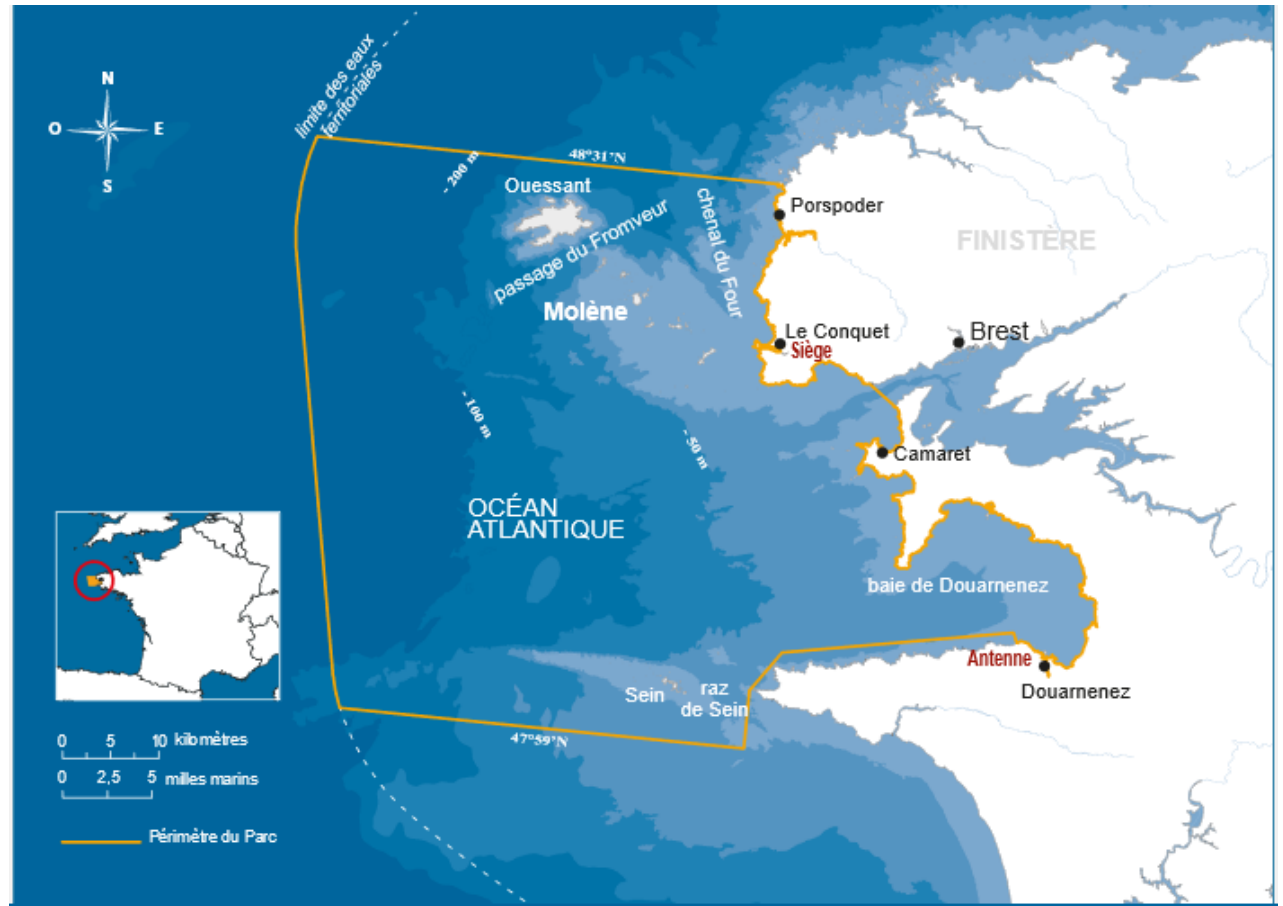 limite des eaux
territoriales
N
O
E
S
48°31'N
- 200 m
Ouessant
chenal du Four
Porspoder
passage du Fromveur
FINISTÈRE
Molène
Le Conquet
Siège
Brest
- 100 m
- 50 m
Camaret
OCÉAN
ATLANTIQUE
baie de Douarnenez
Antenne
Sein
raz
de Sein
Douarnenez
47°59'N
0 5 10 kilomètres
0 2,5 5 milles marins
Périmètre du Parc